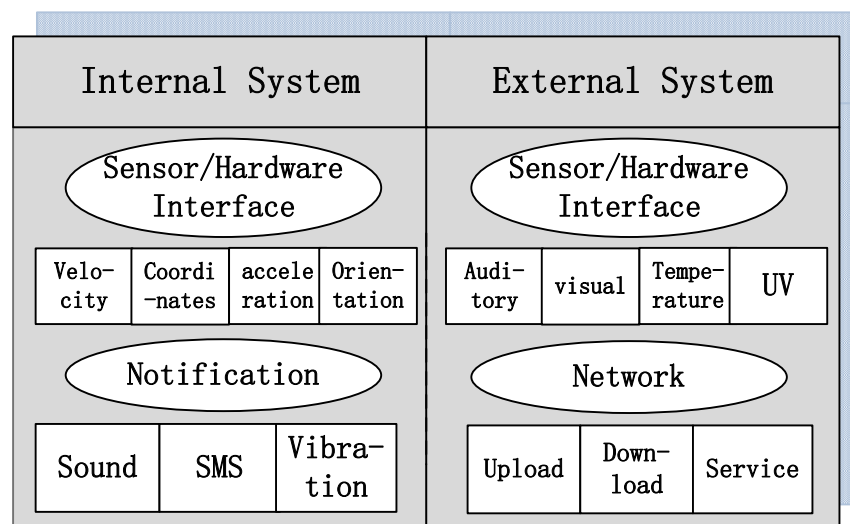 Internal System
External System
Sensor/Hardware
Interface
Sensor/Hardware
Interface
Velo-
city
Coordi
-nates
accele
ration
Orien-
tation
Audi-
tory
visual
Tempe-
rature
UV
Notification
Network
Sound
SMS
Vibra-
tion
Upload
Down-
load
Service